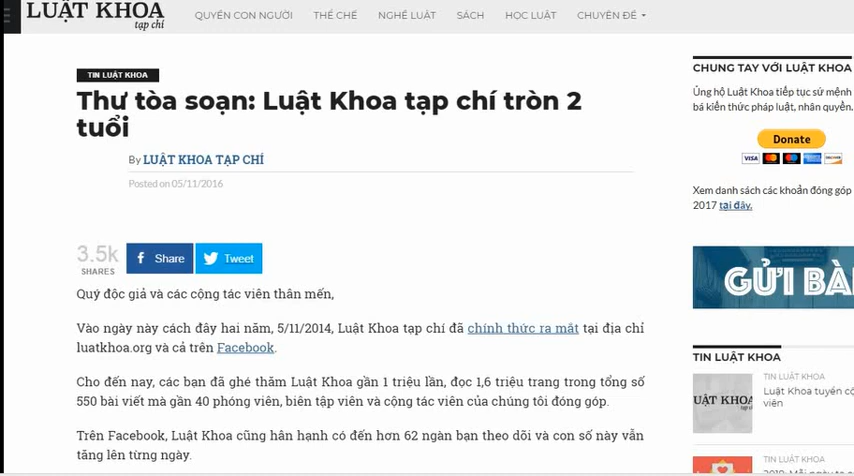 LUẬT KHOA
tạp chí
QUYỀN CON NGƯỜI THỂ CHẾ NGHỀ LUẬT SÁCH HỌC LUẬT CHUYÊN ĐỀ
TIN LUẬT KHOA
Thư tòa soạn: Luật Khoa tạp chí tròn 2
tuổi
By LUẬT KHOA TẠP CHÍ
Posted on 05/11/2016
3.5k
SHARES
Share
Tweet
Quý độc giả và các cộng tác viên thân mến,
Vào ngày này cách đây hai năm, 5/11/2014, Luật Khoa tạp chí đã chính thức ra mắt tại địa chỉ
luatkhoa.org và cả trên Facebook.
Cho đến nay, các bạn đã ghé thăm Luật Khoa gần 1 triệu lần, đọc 1,6 triệu trang trong tổng số
550 bài viết mà gần 40 phóng viên, biên tập viên và cộng tác viên của chúng tôi đóng góp.
Trên Facebook, Luật Khoa cũng hân hạnh có đến hơn 62 ngàn bạn theo dõi và con số này vẫn
tăng lên từng ngày.
CHUNG TAY VỚI LUẬT KHOA
Ủng hộ Luật Khoa tiếp tục sứ mệnh
bá kiến thức pháp luật, nhân quyền.
Donate
VISA
Xem danh sách các khoản đóng góp
2017 tại đây.
GỬI BÀ
TIN LUẬT KHOA
LUẬT KHOA
tạp chí
TIN LUẬT KHOA
Luật Khoa tuyển cộ
viên
TIN LUẬT KHOA